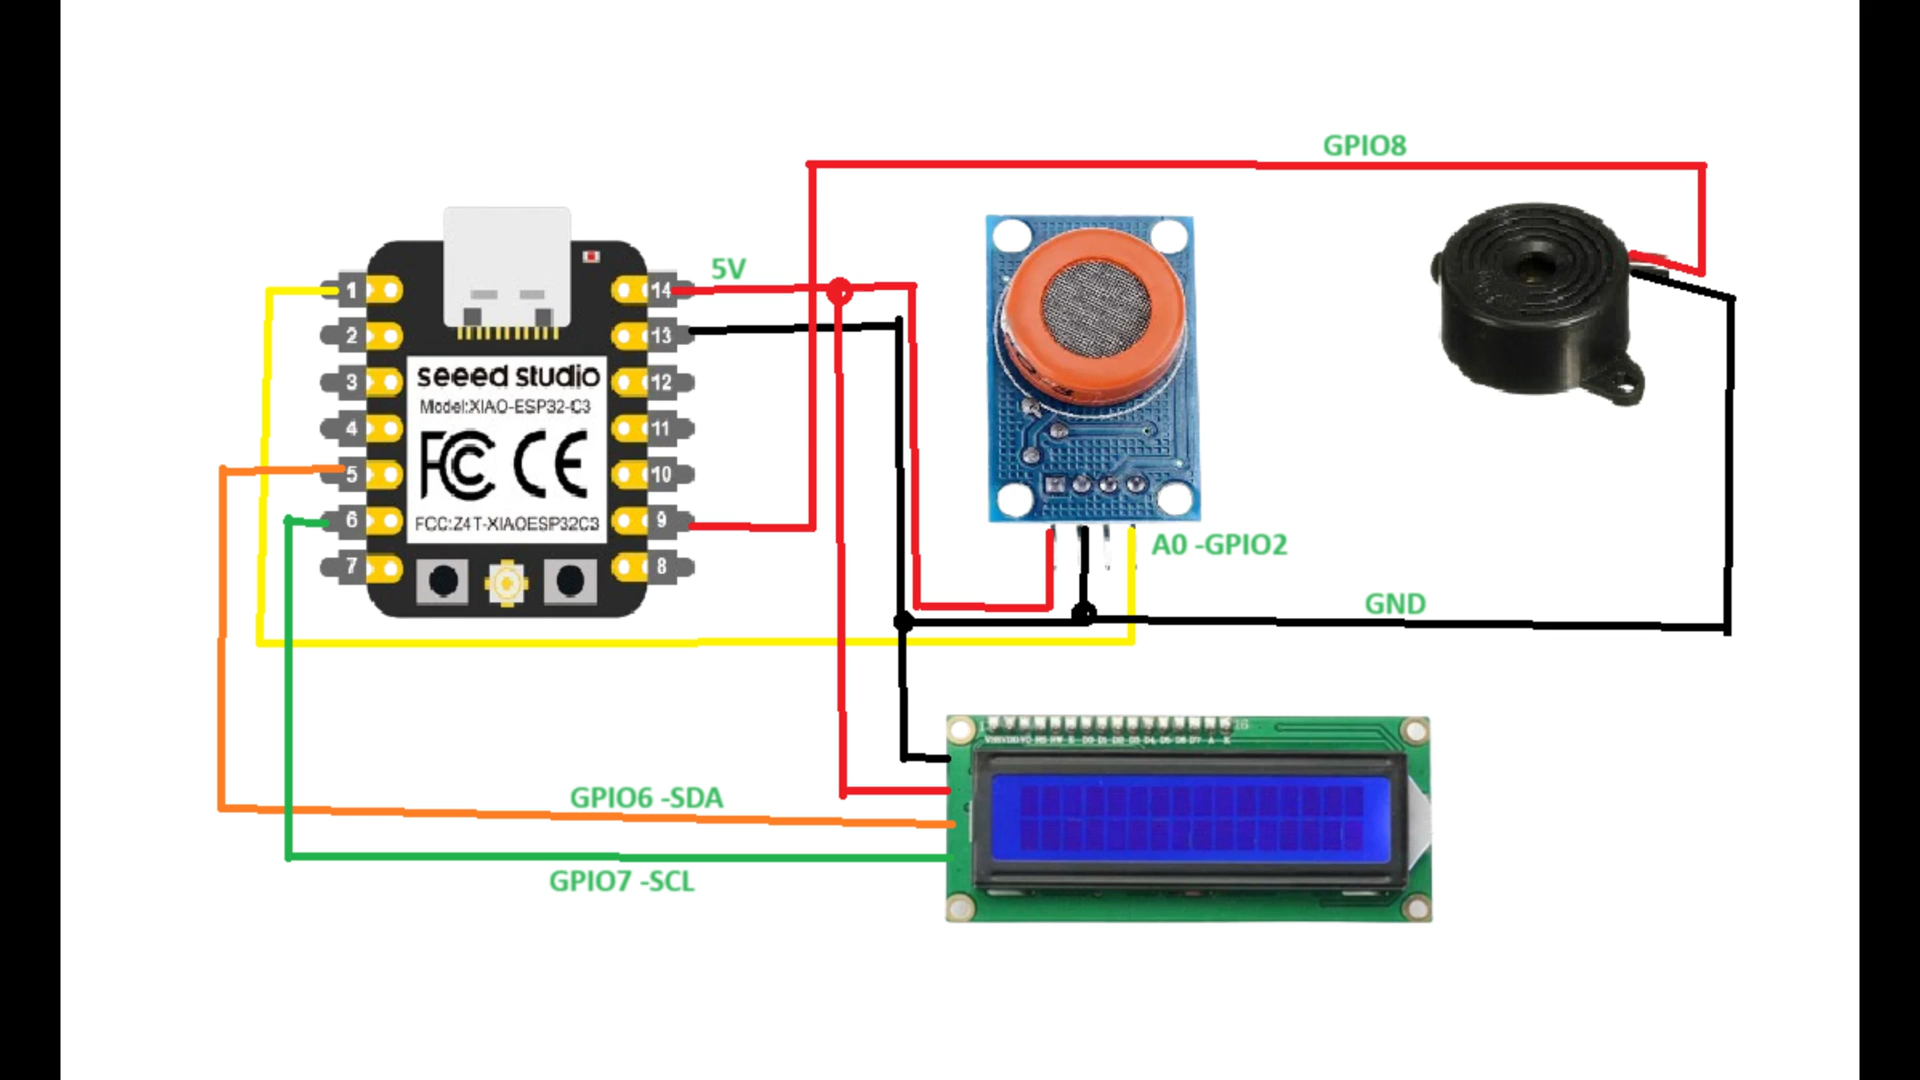 GPIO8
5V
1
2
3
4
5
6
7
14
13
12
11
10
9
8
seeed studio
Model:XIAO-ESP32-C3
FC CE
FCC:Z4T-XIAOESP32C3
A0 -GPIO2
GND
16
GPIO6 -SDA
GPIO7 -SCL